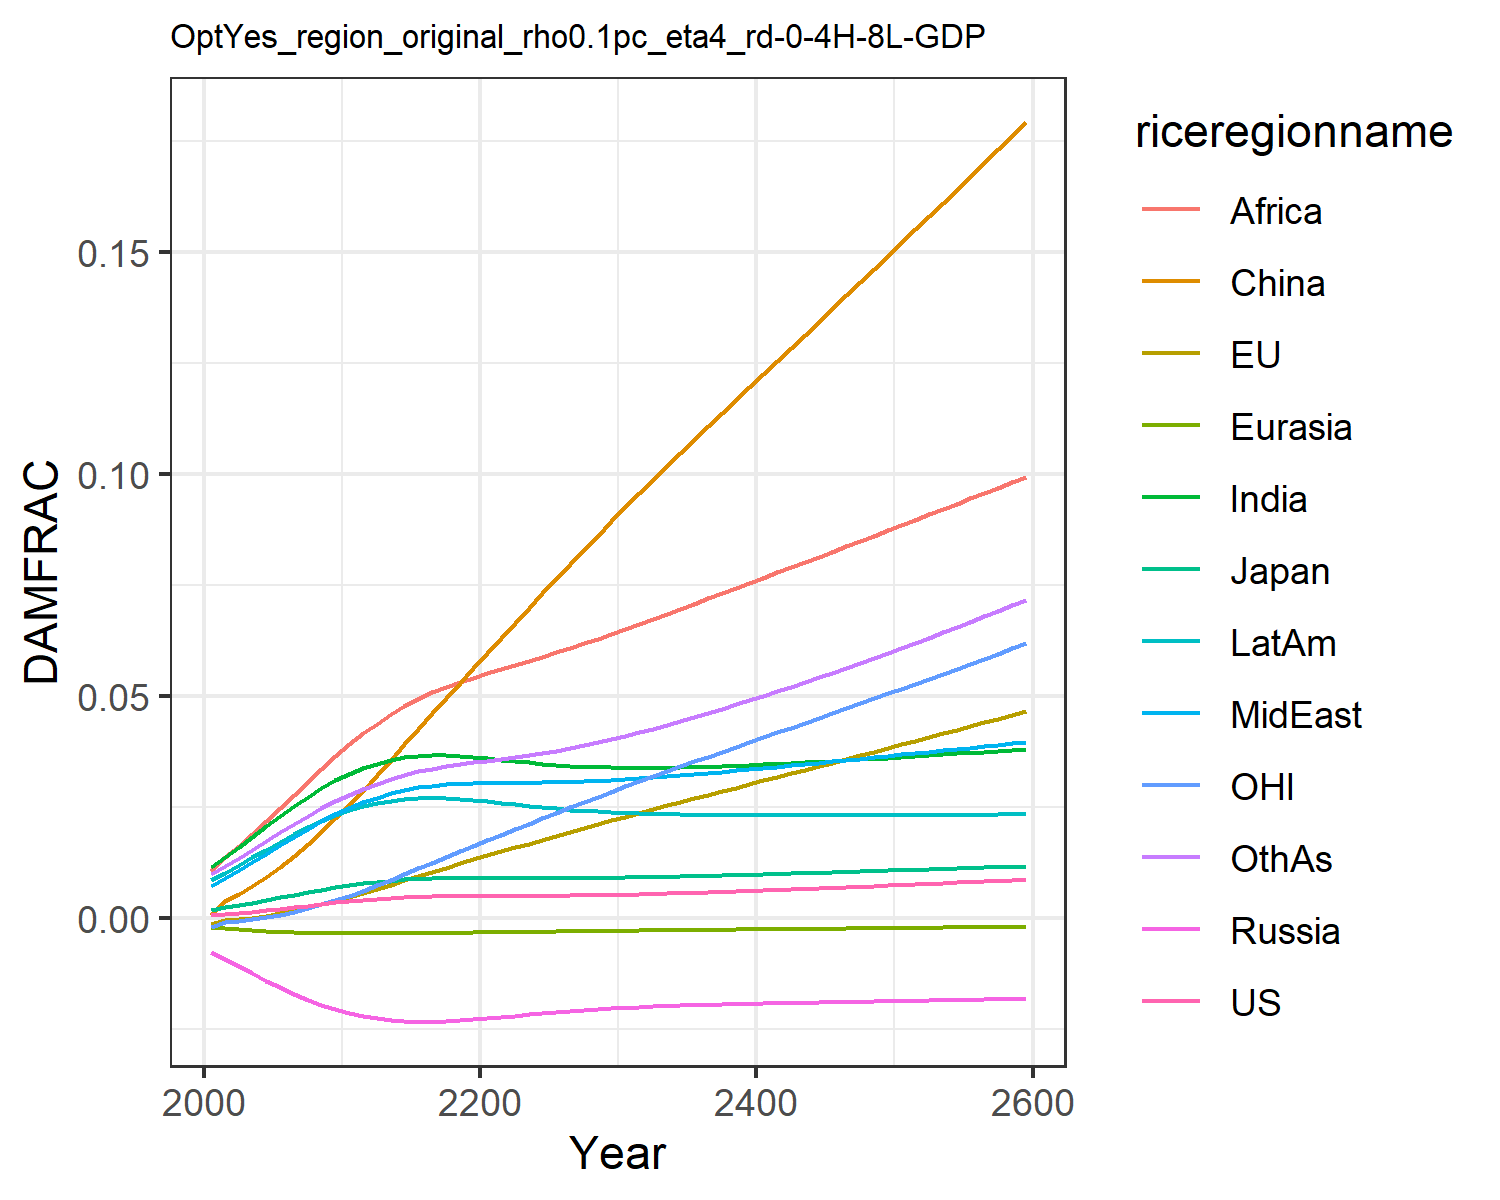 OptYes_region_original_rho0.1pc_eta4_rd-0-4H-8L-GDP
DAMFRAC
0.15
0.10
0.05
0.00
2000 2200 2400 2600
Year
riceregionname
Africa
China
EU
Eurasia
India
Japan
LatAm
MidEast
OHI
OthAs
Russia
US